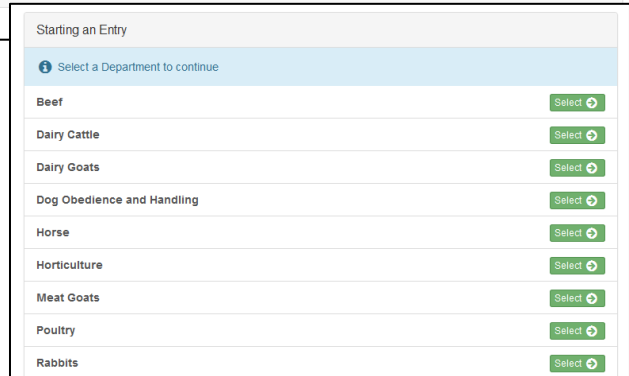 Starting an Entry
Select a Department to continue
Beef Select
Dairy Cattle Select
Dairy Goats Select
Dog Obedience and Handling Select
Horse Select
Horticulture Select
Meat Goats Select
Poultry Select
Rabbits Select